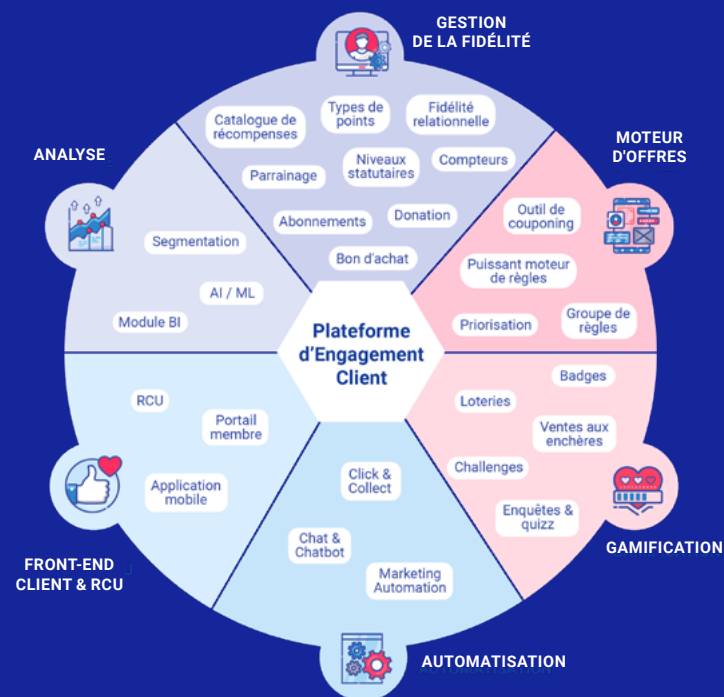 GESTION
DE LA FIDÉLITÉ
Catalogue de
récompenses
Types de
points
Fidélité
relationnelle
Parrainage
Niveaux
statutaires
Compteurs
Abonnements
Donation
Bon d'achat
MOTEUR
D'OFFRES
Outil de
couponing
Puissant moteur
de règles
Priorisation
Groupe de
règles
GAMIFICATION
Badges
Loteries
Ventes aux
enchères
Challenges
Enquêtes &
quizz
AUTOMATISATION
Click &
Collect
Chat &
Chatbot
Marketing
Automation
FRONT-END
CLIENT & RCU
RCU
Portail
membre
Application
mobile
ANALYSE
Segmentation
AI / ML
Module BI
Plateforme
d'Engagement
Client